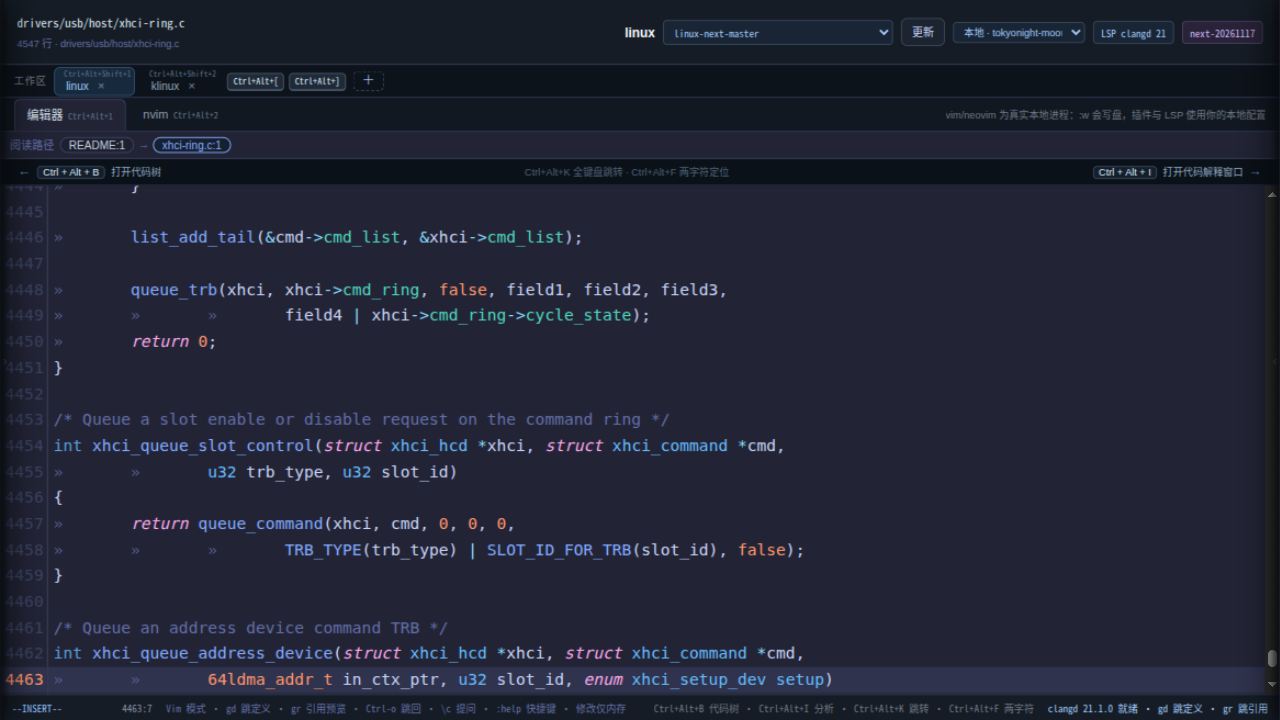 drivers/usb/host/xhci-ring.c
4547 行 · drivers/usb/host/xhci-ring.c
linux linux-next-master 更新 本地 · tokyonight-moo LSP clangd 21 next-20261117
工作区 Ctrl+Alt+Shift+1 linux × Ctrl+Alt+Shift+2 klinux × Ctrl+Alt+[ Ctrl+Alt+] +
编辑器 Ctrl+Alt+1 nvim Ctrl+Alt+2 vim/neovim 为真实本地进程：:w 会写盘，插件与 LSP 使用你的本地配置
阅读路径 README:1 → xhci-ring.c:1
← Ctrl + Alt + B 打开代码树 Ctrl+Alt+K 全键盘跳转 · Ctrl+Alt+F 两字符定位 Ctrl + Alt + I 打开代码解释窗口 →
4444 » }
4445
4446 » list_add_tail(&cmd->cmd_list, &xhci->cmd_list);
4447
4448 » queue_trb(xhci, xhci->cmd_ring, false, field1, field2, field3,
4449 » » » field4 | xhci->cmd_ring->cycle_state);
4450 » return 0;
4451 }
4452
4453 /* Queue a slot enable or disable request on the command ring */
4454 int xhci_queue_slot_control(struct xhci_hcd *xhci, struct xhci_command *cmd,
4455 » » u32 trb_type, u32 slot_id)
4456 {
4457 » return queue_command(xhci, cmd, 0, 0, 0,
4458 » » » TRB_TYPE(trb_type) | SLOT_ID_FOR_TRB(slot_id), false);
4459 }
4460
4461 /* Queue an address device command TRB */
4462 int xhci_queue_address_device(struct xhci_hcd *xhci, struct xhci_command *cmd,
4463 » » 64ldma_addr_t in_ctx_ptr, u32 slot_id, enum xhci_setup_dev setup)
--INSERT-- 4463:7 Vim 模式 · gd 跳定义 · gr 引用预览 · Ctrl-o 跳回 · \c 提问 · :help 快捷键 · 修改仅内存 Ctrl+Alt+B 代码树 · Ctrl+Alt+I 分析 · Ctrl+Alt+K 跳转 · Ctrl+Alt+F 两字符 clangd 21.1.0 就绪 · gd 跳定义 · gr 跳引用